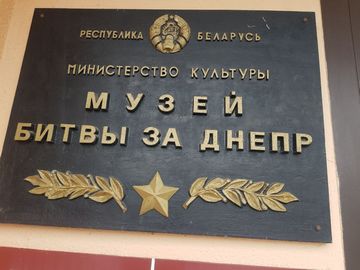 РЕСПУБЛИКА БЕЛАРУСЬ
МИНИСТЕРСТВО КУЛЬТУРЫ
МУЗЕЙ
БИТВЫ ЗА ДНЕПР